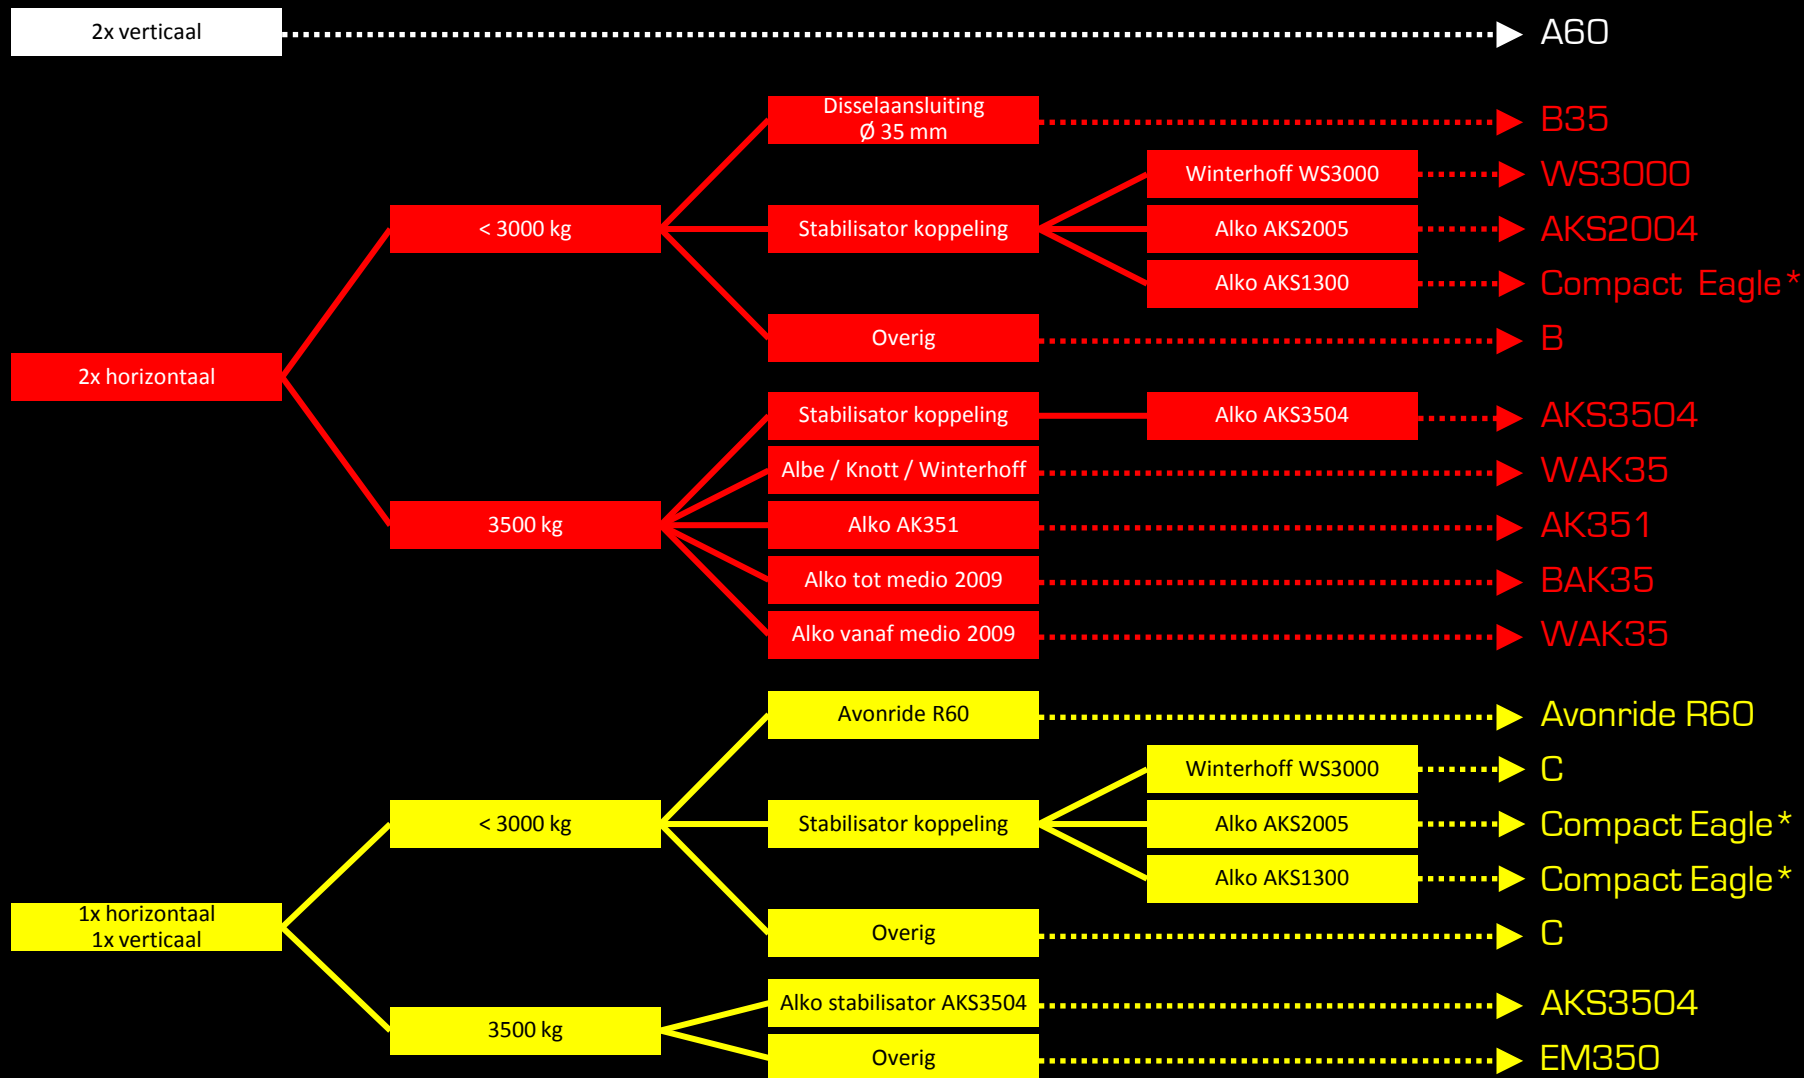 2x verticaal
A60
Disselaansluiting
Ø 35 mm
B35
Winterhoff WS3000
WS3000
< 3000 kg
Stabilisator koppeling
Alko AKS2005
AKS2004
Alko AKS1300
Compact Eagle*
Overig
B
2x horizontaal
Stabilisator koppeling
Alko AKS3504
AKS3504
Albe / Knott / Winterhoff
WAK35
3500 kg
Alko AK351
AK351
Alko tot medio 2009
BAK35
Alko vanaf medio 2009
WAK35
Avonride R60
Avonride R60
Winterhoff WS3000
C
< 3000 kg
Stabilisator koppeling
Alko AKS2005
Compact Eagle*
Alko AKS1300
Compact Eagle*
1x horizontaal
1x verticaal
Overig
C
Alko stabilisator AKS3504
AKS3504
3500 kg
Overig
EM350